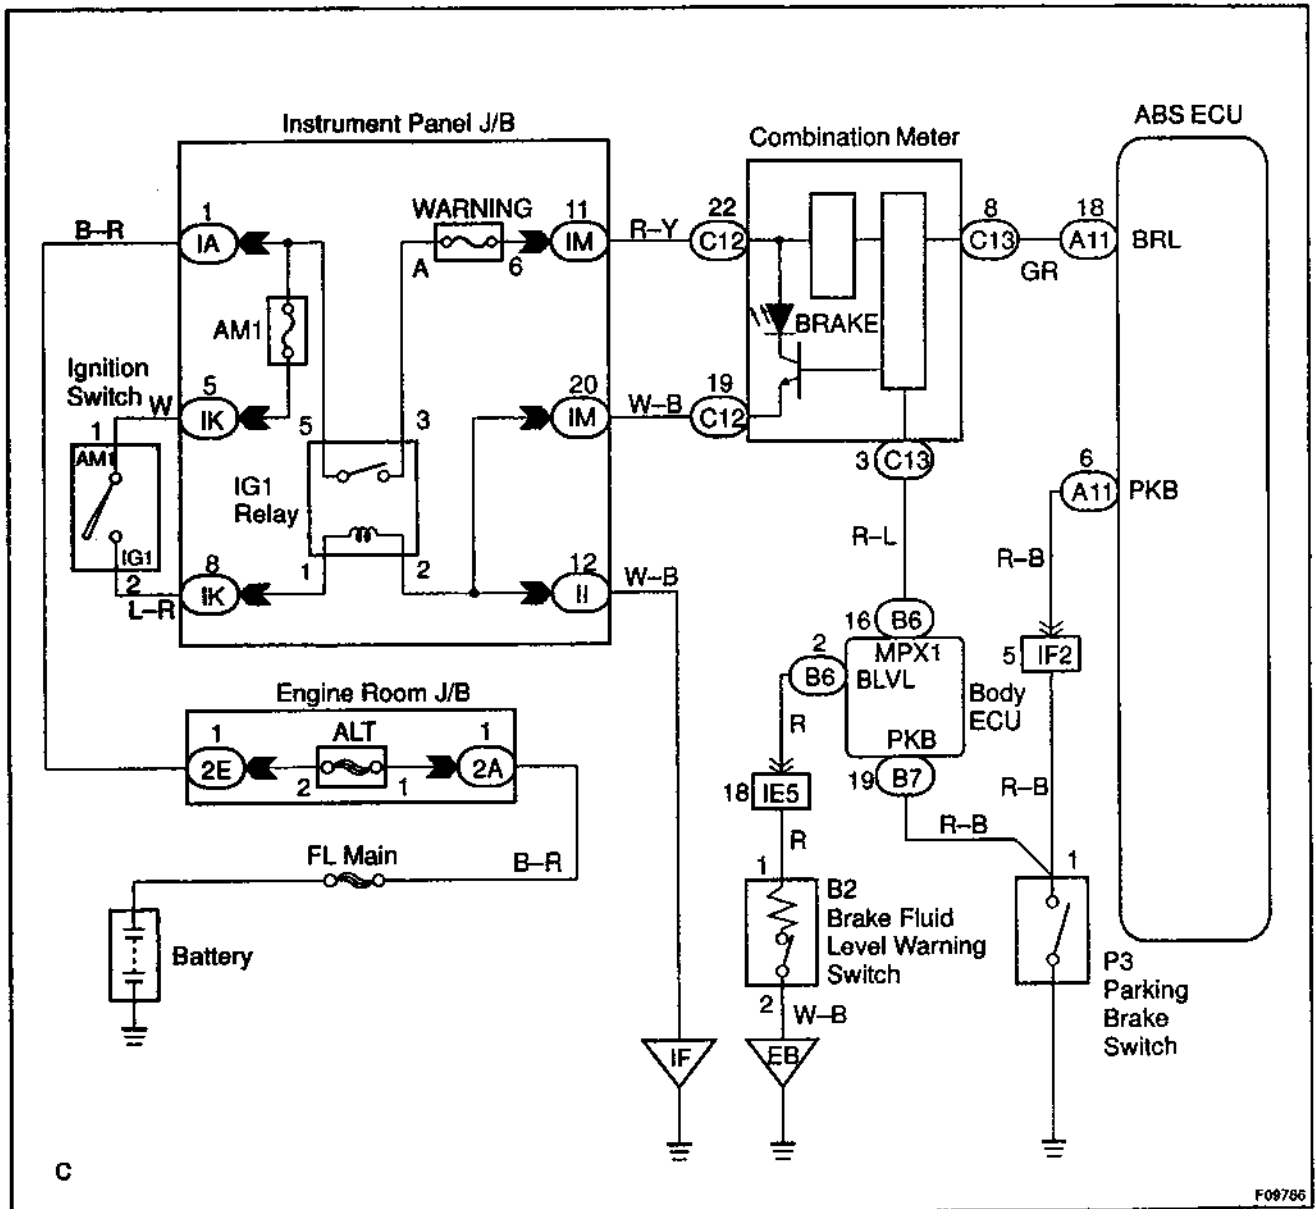 Instrument Panel J/B
Combination Meter
ABS ECU
B–R
1
IA
WARNING
A
6
11
IM
R–Y
22
C12
8
C13
GR
18
A11
BRL
AM1
BRAKE
Ignition
Switch
W
5
IK
1
AM1
IG1
2
L–R
8
IK
5
3
IG1
Relay
1
2
20
IM
W–B
19
C12
12
II
W–B
3
C13
R–L
6
A11
PKB
R–B
16
B6
MPX1
2
B6
BLVL
Body
ECU
PKB
5
IF2
R
19
B7
R–B
R–B
18
IE5
R
Engine Room J/B
1
2E
ALT
2
1
1
2A
FL Main
B–R
Battery
1
B2
Brake Fluid
Level Warning
Switch
2
W–B
1
P3
Parking
Brake
Switch
IF
EB
C
F09786